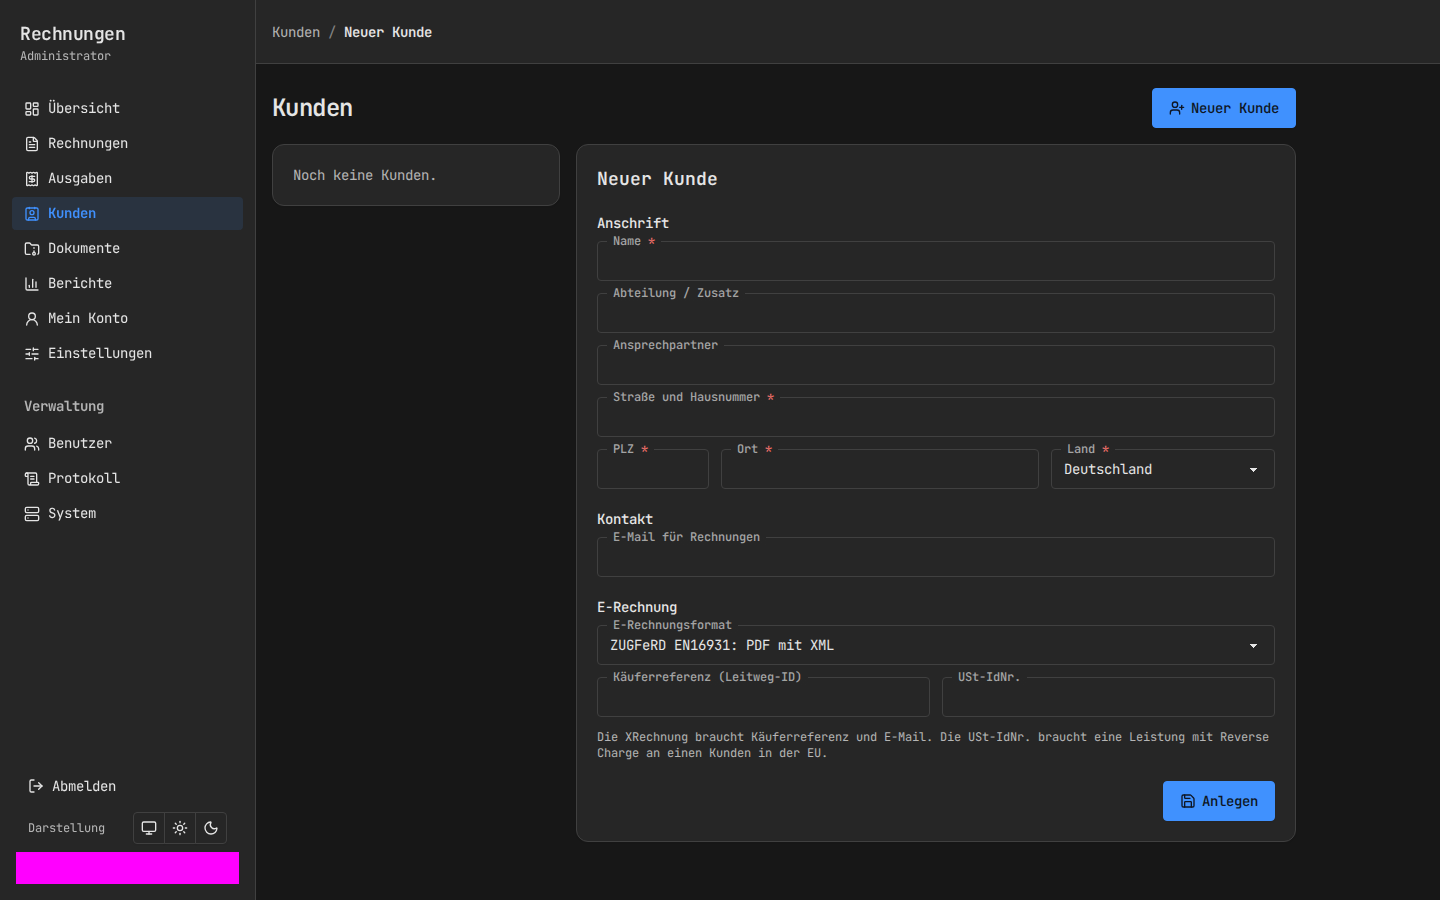 Rechnungen
Administrator
Übersicht
Rechnungen
Ausgaben
Kunden
Dokumente
Berichte
Mein Konto
Einstellungen
Verwaltung
Benutzer
Protokoll
System
Abmelden
Darstellung
Kunden / Neuer Kunde
Kunden
Neuer Kunde
Noch keine Kunden.
Neuer Kunde
Anschrift
Name *
Abteilung / Zusatz
Ansprechpartner
Straße und Hausnummer *
PLZ *
Ort *
Land *
Deutschland
Kontakt
E-Mail für Rechnungen
E-Rechnung
E-Rechnungsformat
ZUGFeRD EN16931: PDF mit XML
Käuferreferenz (Leitweg-ID)
USt-IdNr.
Die XRechnung braucht Käuferreferenz und E-Mail. Die USt-IdNr. braucht eine Leistung mit Reverse
Charge an einen Kunden in der EU.
Anlegen